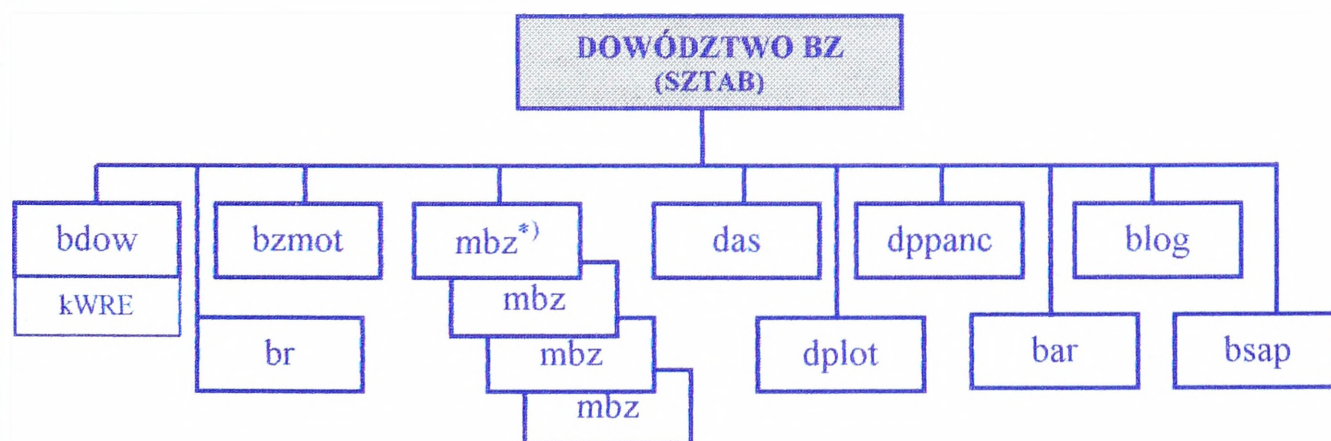 DOWÓDZTWO BZ
(SZTAB)
bdow
bzmot
mbz*)
das
dppanc
blog
kWRE
mbz
br
mbz
dplot
bar
bsap
mbz